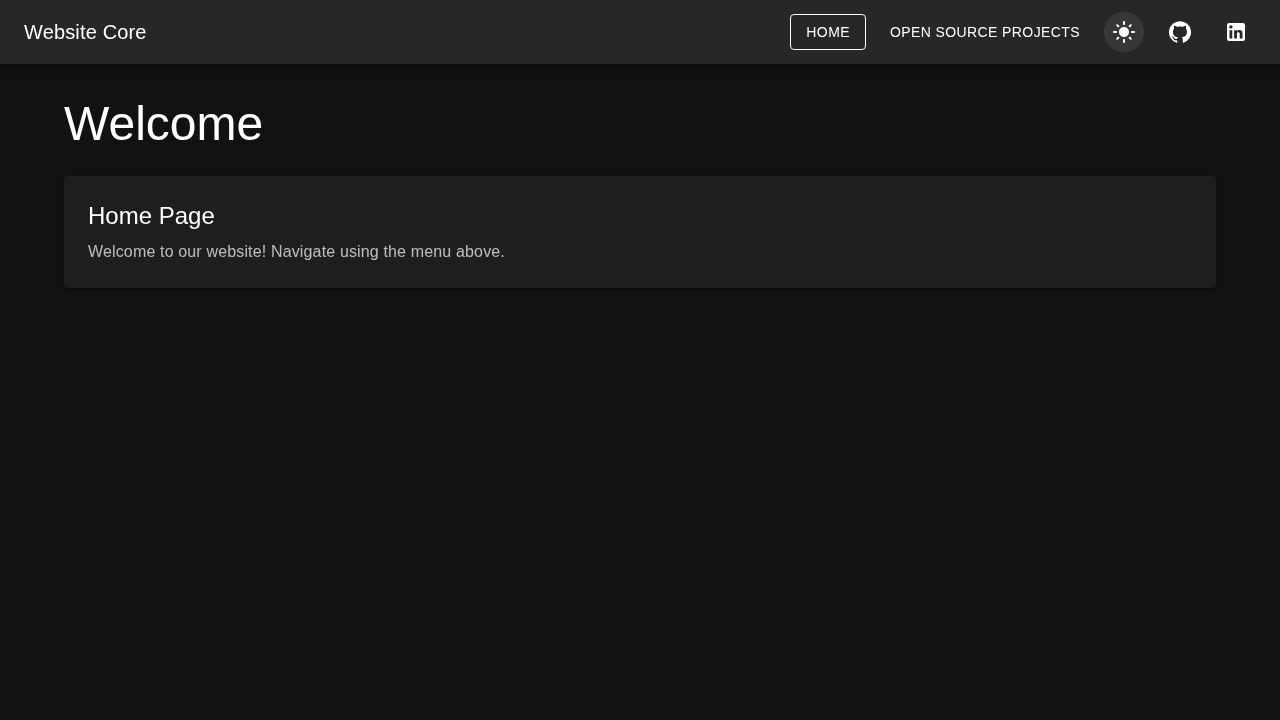 Website Core
HOME
OPEN SOURCE PROJECTS
Welcome
Home Page
Welcome to our website! Navigate using the menu above.